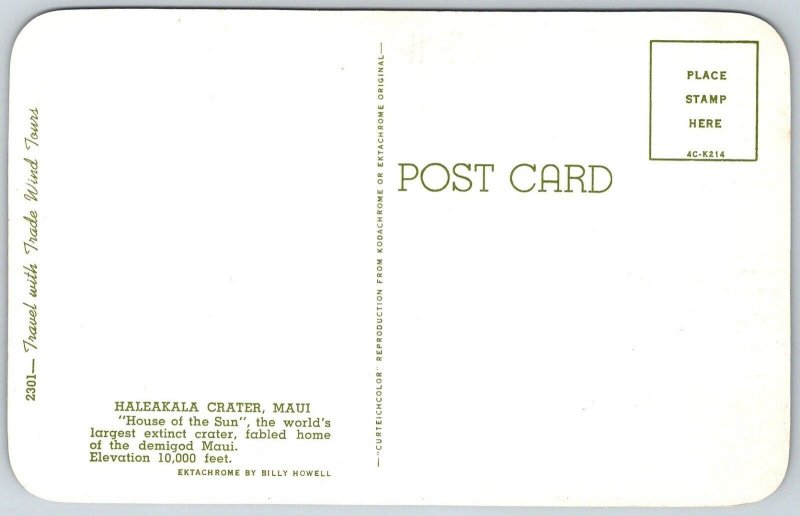 2301— Travel with Trade Wind Tours
HALEAKALA CRATER, MAUI
"House of the Sun", the world's
largest extinct crater, fabled home
of the demigod Maui.
Elevation 10,000 feet.
EKTACHROME BY BILLY HOWELL
—"CURTEICHCOLOR" REPRODUCTION FROM KODACHROME OR EKTACHROME ORIGINAL—
POST CARD
PLACE
STAMP
HERE
4C-K214